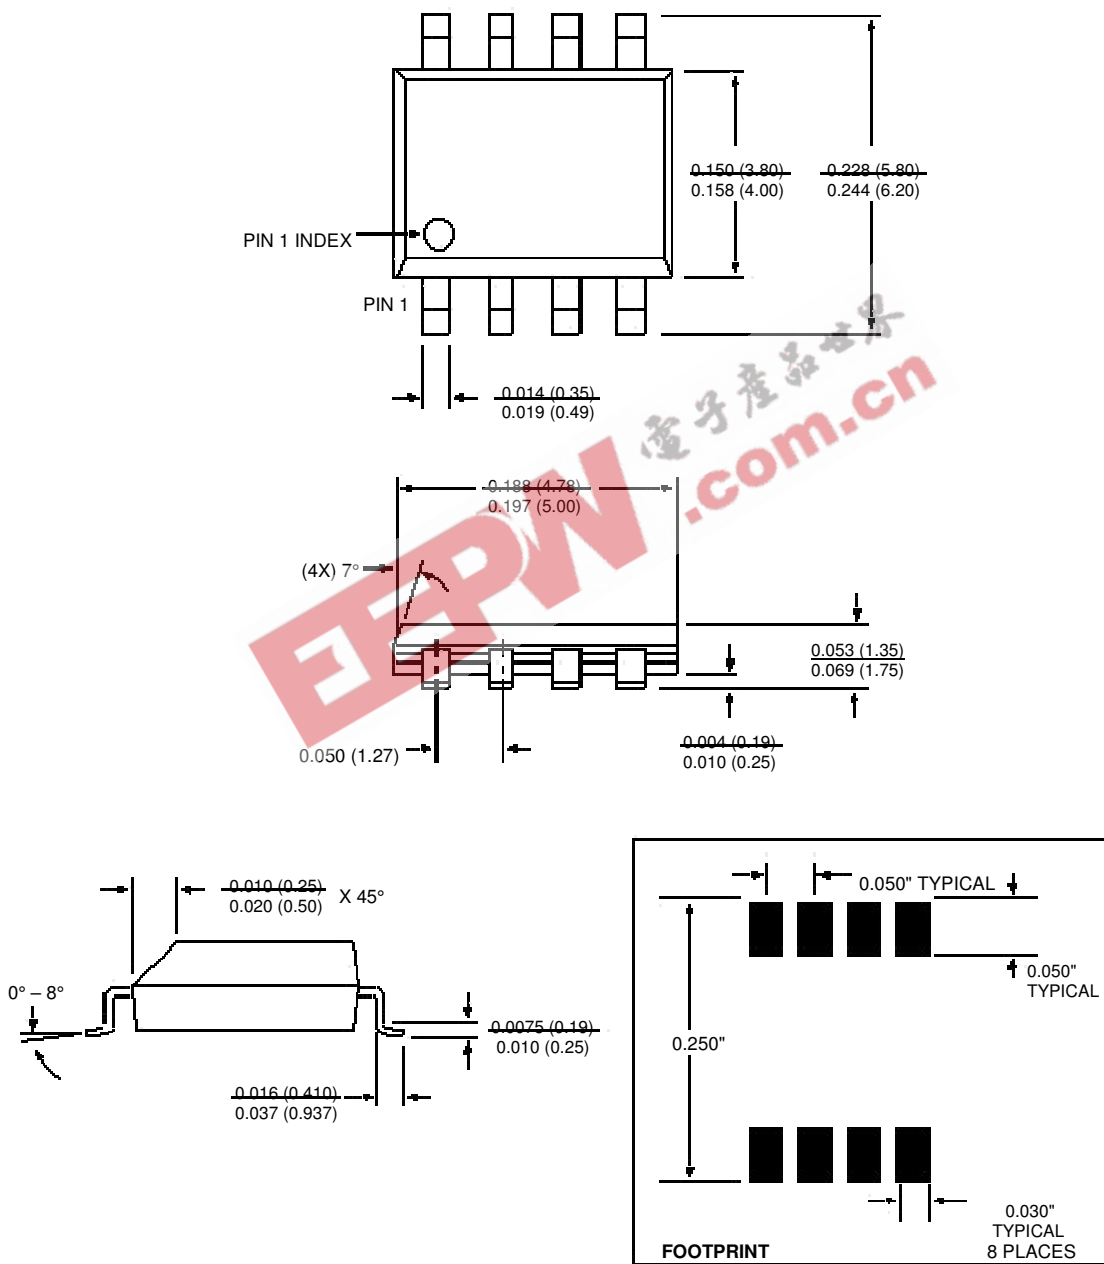 0.150 (3.80)
0.158 (4.00)
0.228 (5.80)
0.244 (6.20)
PIN 1 INDEX
PIN 1
0.014 (0.35)
0.019 (0.49)
電子產品世界
EEPW.com.cn
0.188 (4.78)
0.197 (5.00)
(4X) 7°
0.053 (1.35)
0.069 (1.75)
0.050 (1.27)
0.004 (0.19)
0.010 (0.25)
0.010 (0.25)
0.020 (0.50)
X 45°
0° – 8°
0.0075 (0.19)
0.010 (0.25)
0.016 (0.410)
0.037 (0.937)
0.050" TYPICAL
0.050"
TYPICAL
0.250"
0.030"
TYPICAL
8 PLACES
FOOTPRINT